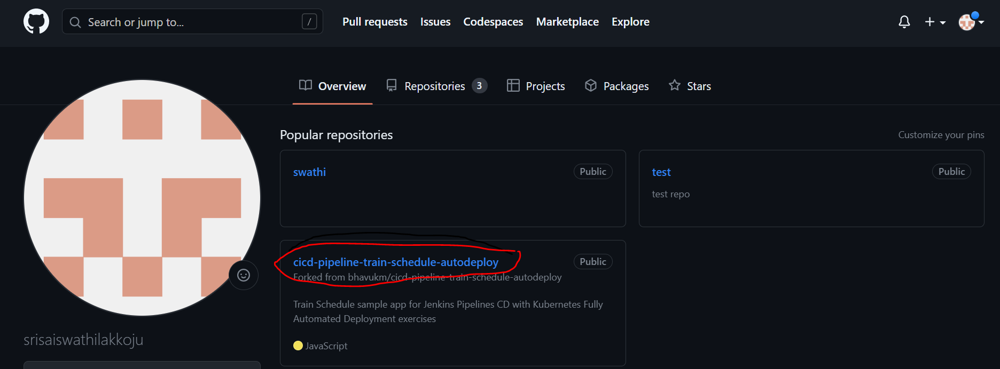 Search or jump to... /
Pull requests Issues Codespaces Marketplace Explore
Overview Repositories 3 Projects Packages Stars
Popular repositories
Customize your pins
swathi Public
test Public
test repo
cicd-pipeline-train-schedule-autodeploy Public
Forked from bhavukm/cicd-pipeline-train-schedule-autodeploy
Train Schedule sample app for Jenkins Pipelines CD with Kubernetes Fully
Automated Deployment exercises
JavaScript
srisaiswathilakkoju